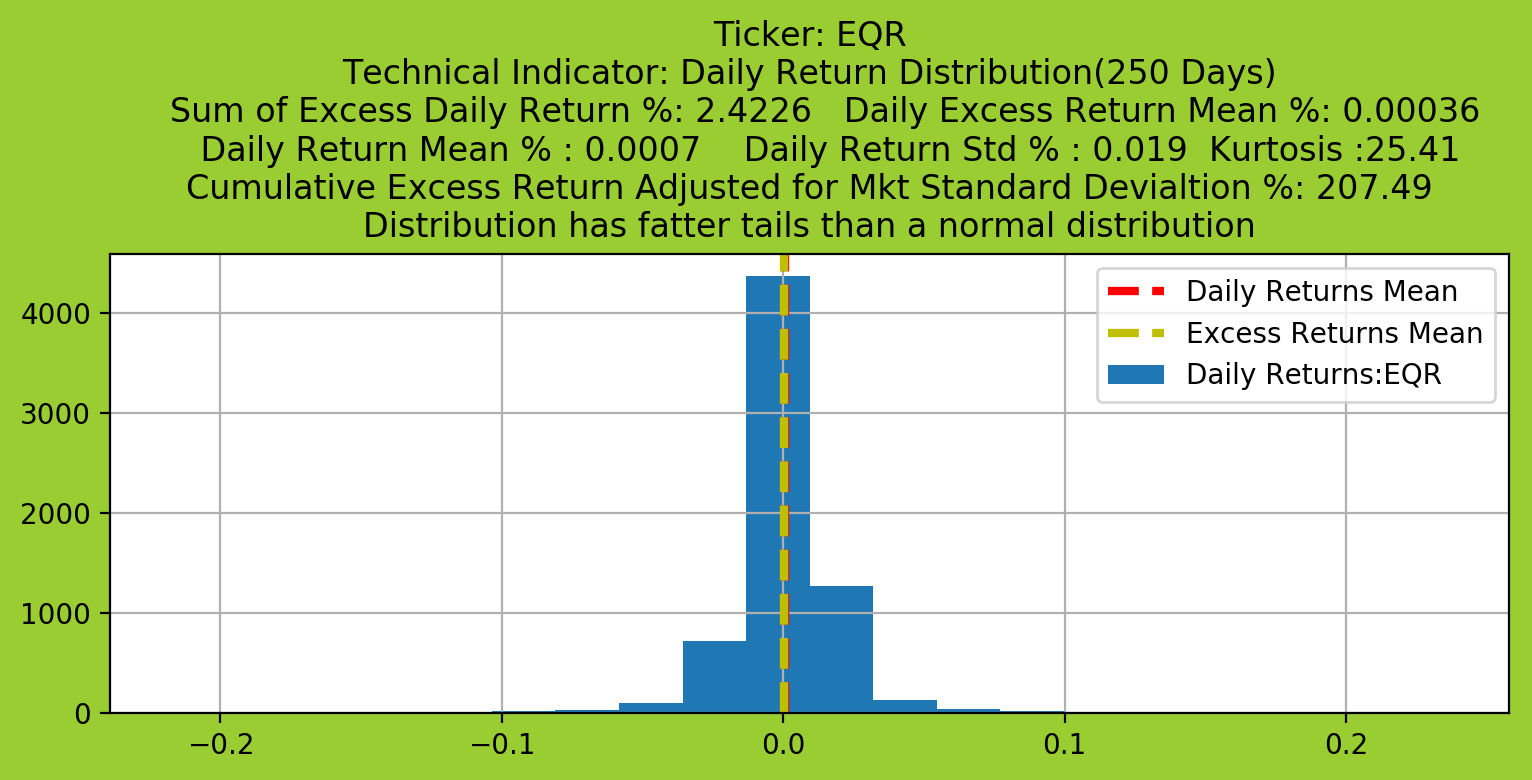 Ticker: EQR
Technical Indicator: Daily Return Distribution(250 Days)
Sum of Excess Daily Return %: 2.4226   Daily Excess Return Mean %: 0.00036
Daily Return Mean % : 0.0007    Daily Return Std % : 0.019  Kurtosis :25.41
Cumulative Excess Return Adjusted for Mkt Standard Devialtion %: 207.49
Distribution has fatter tails than a normal distribution
Daily Returns Mean
Excess Returns Mean
Daily Returns:EQR
4000
3000
2000
1000
0
−0.2 −0.1 0.0 0.1 0.2